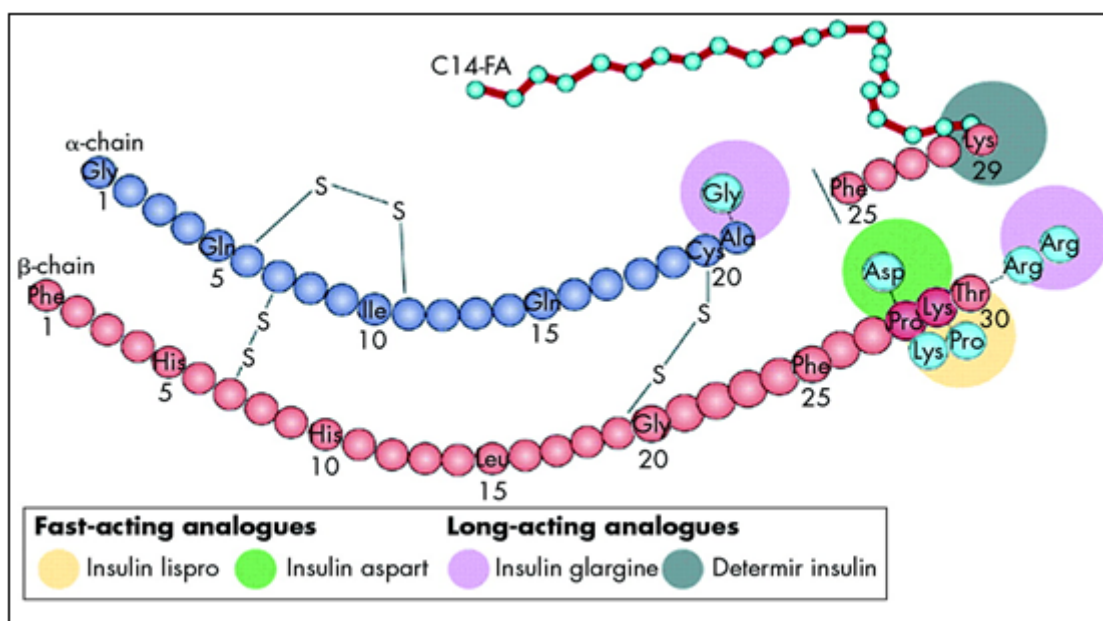 C14-FA
Lys
29
Phe
25
α-chain
Gly
1
Gln
5
S
S
Ile
10
Gln
15
Cys
20
Ala
Gly
S
S
S
S
β-chain
Phe
1
His
5
His
10
Leu
15
Gly
20
Phe
25
Asp
Pro
Lys
Thr
30
Arg
Arg
Lys
Pro
Fast-acting analogues Long-acting analogues
Insulin lispro Insulin aspart Insulin glargine Determir insulin